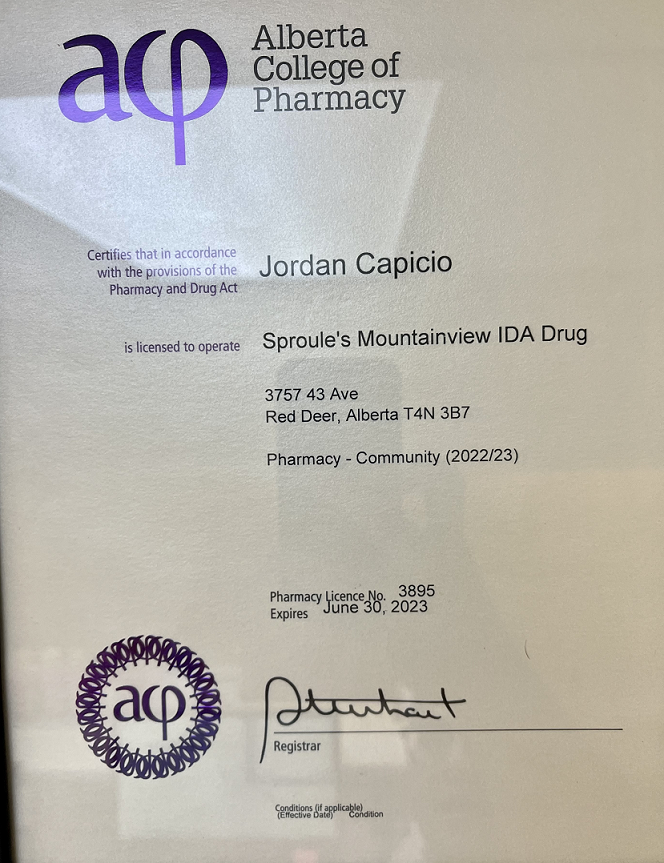 acp
Alberta
College of
Pharmacy
Certifies that in accordance
with the provisions of the
Pharmacy and Drug Act
Jordan Capicio
is licensed to operate
Sproule's Mountainview IDA Drug
3757 43 Ave
Red Deer, Alberta T4N 3B7
Pharmacy - Community (2022/23)
Pharmacy Licence No. 3895
Expires June 30, 2023
acp
Registrar
Conditions (if applicable)
(Effective Date) Condition